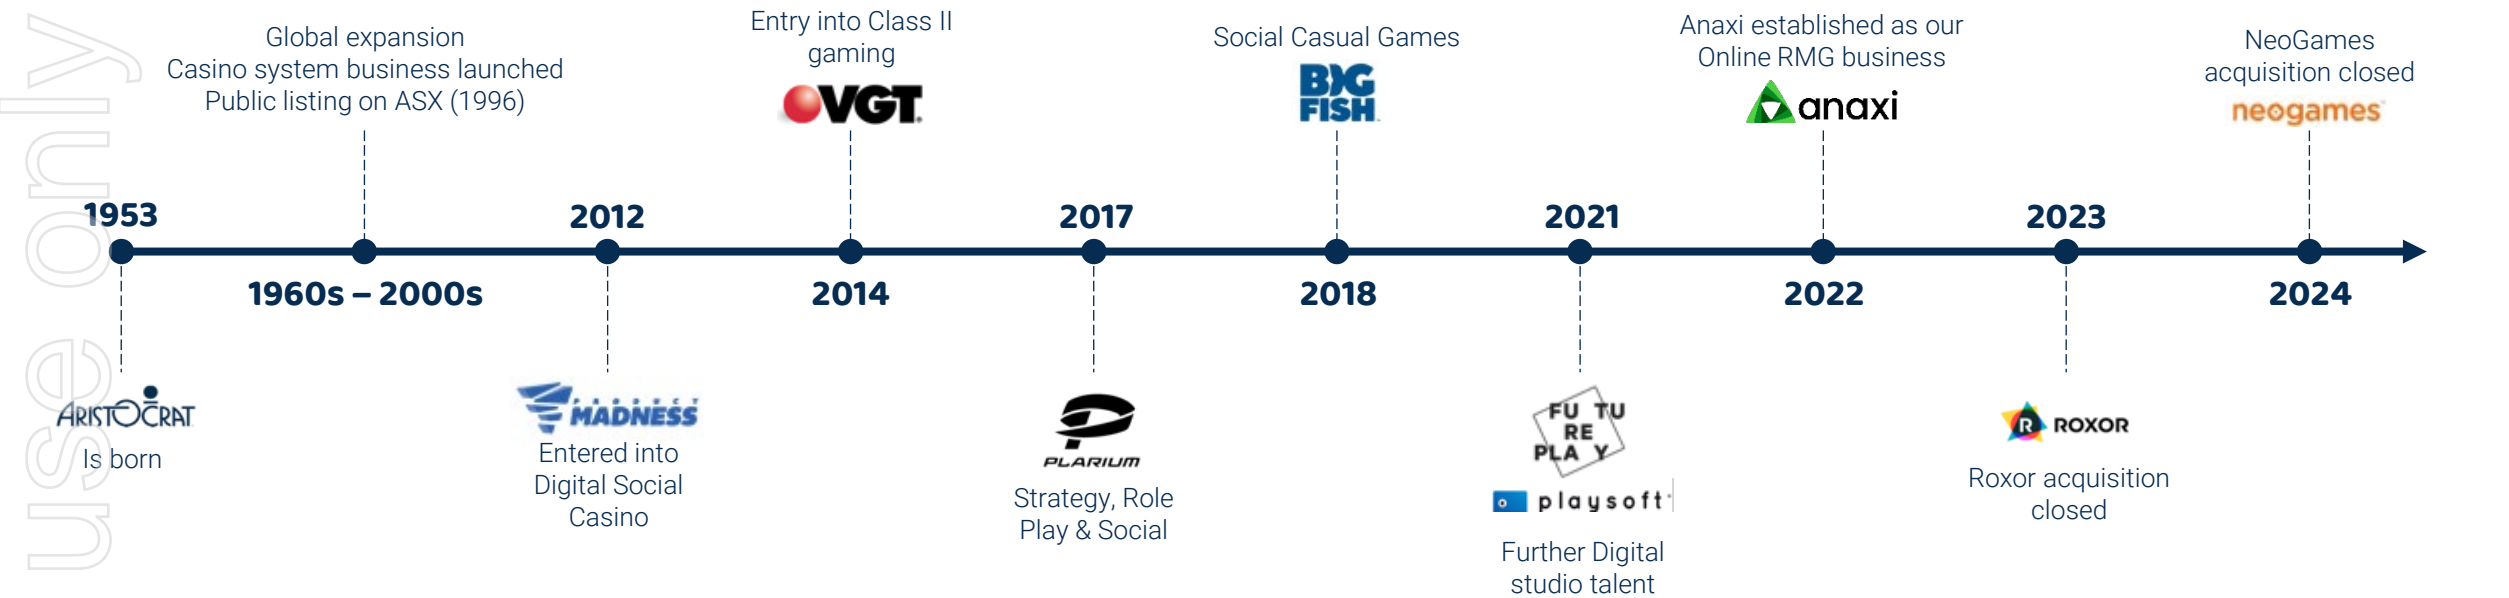 use only
Global expansion
Casino system business launched
Public listing on ASX (1996)
Entry into Class II
gaming
VGT.
Social Casual Games
BIG
FISH
Anaxi established as our
Online RMG business
anaxi
NeoGames
acquisition closed
neogames
1953
2012
2017
2021
2023
1960s – 2000s
2014
2018
2022
2024
ARISTOCRAT
Is born
PRODUCT
MADNESS
Entered into
Digital Social
Casino
PLARIUM
Strategy, Role
Play & Social
FU TU
RE
PLA Y
playsoft
Further Digital
studio talent
R ROXOR
Roxor acquisition
closed